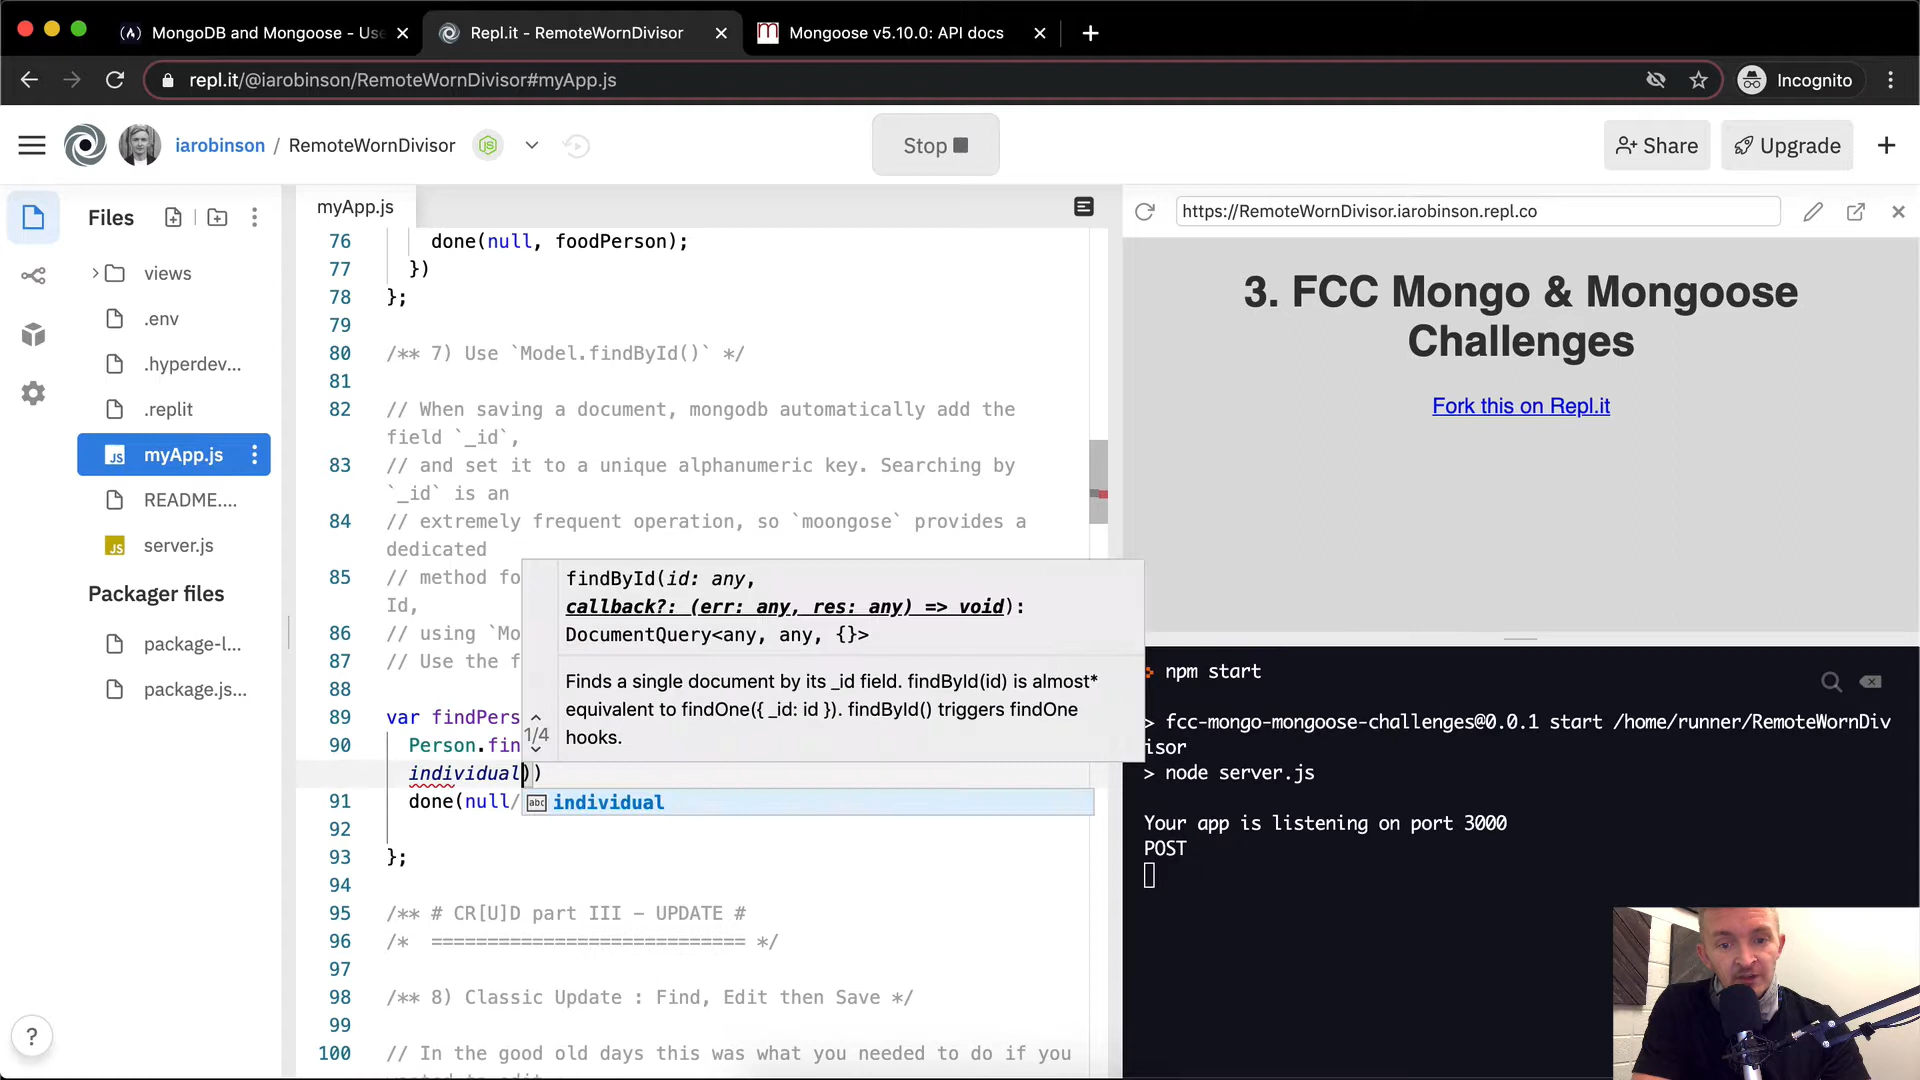 MongoDB and Mongoose - Use
Repl.it - RemoteWornDivisor
Mongoose v5.10.0: API docs
repl.it/@iarobinson/RemoteWornDivisor#myApp.js
Incognito
iarobinson / RemoteWornDivisor
Stop
Share
Upgrade
Files
views
.env
.hyperdev...
.replit
myApp.js
README....
server.js
Packager files
package-l...
package.js...
?
myApp.js
76 done(null, foodPerson);
77 })
78 };
79
80 /** 7) Use `Model.findById()` */
81
82 // When saving a document, mongodb automatically add the
field `_id`,
83 // and set it to a unique alphanumeric key. Searching by
`_id` is an
84 // extremely frequent operation, so `moongose` provides a
dedicated
85 // method fo
Id,
86 // using `Mo
87 // Use the f
88
89 var findPers
90 Person.fin
individual))
91 done(null/
92
93 };
94
95 /** # CR[U]D part III - UPDATE #
96 /* ============================ */
97
98 /** 8) Classic Update : Find, Edit then Save */
99
100 // In the good old days this was what you needed to do if you
1/4
findById(id: any,
callback?: (err: any, res: any) => void):
DocumentQuery<any, any, {}>
Finds a single document by its _id field. findById(id) is almost*
equivalent to findOne({ _id: id }). findById() triggers findOne
hooks.
abc individual
https://RemoteWornDivisor.iarobinson.repl.co
3. FCC Mongo & Mongoose
Challenges
Fork this on Repl.it
npm start
> fcc-mongo-mongoose-challenges@0.0.1 start /home/runner/RemoteWornDiv
isor
> node server.js
Your app is listening on port 3000
POST